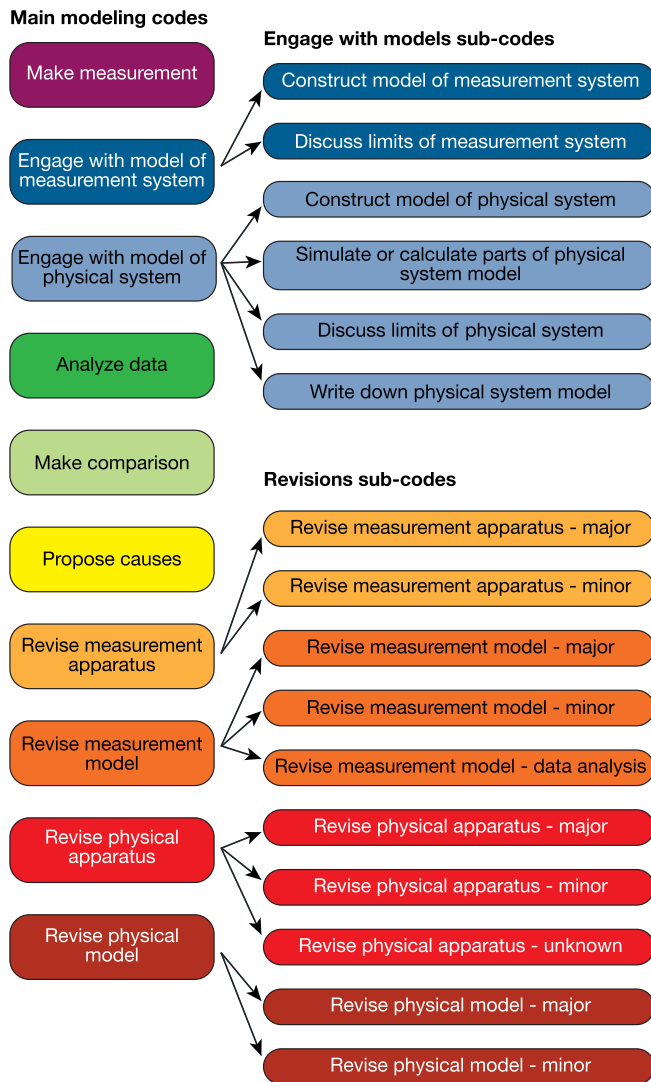 Main modeling codes
Make measurement
Engage with model of
measurement system
Engage with model of
physical system
Analyze data
Make comparison
Propose causes
Revise measurement
apparatus
Revise measurement
model
Revise physical
apparatus
Revise physical
model
Engage with models sub-codes
Construct model of measurement system
Discuss limits of measurement system
Construct model of physical system
Simulate or calculate parts of physical
system model
Discuss limits of physical system
Write down physical system model
Revisions sub-codes
Revise measurement apparatus - major
Revise measurement apparatus - minor
Revise measurement model - major
Revise measurement model - minor
Revise measurement model - data analysis
Revise physical apparatus - major
Revise physical apparatus - minor
Revise physical apparatus - unknown
Revise physical model - major
Revise physical model - minor